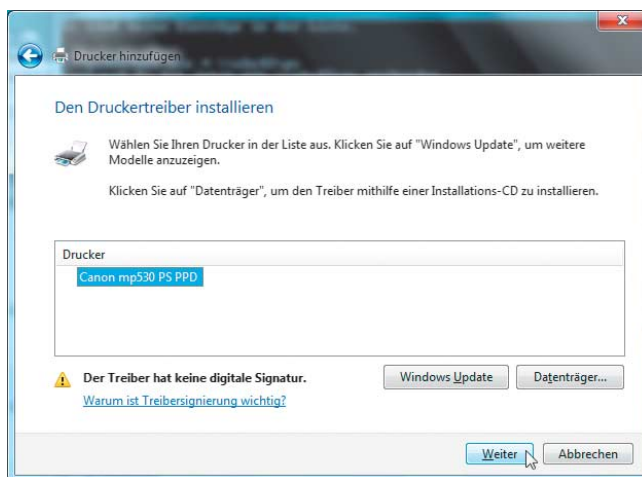 Drucker hinzufügen
Den Druckertreiber installieren
Wählen Sie Ihren Drucker in der Liste aus. Klicken Sie auf "Windows Update", um weitere
Modelle anzuzeigen.
Klicken Sie auf "Datenträger", um den Treiber mithilfe einer Installations-CD zu installieren.
Drucker
Canon mp530 PS PPD
Der Treiber hat keine digitale Signatur.
Windows Update
Datenträger...
Warum ist Treibersignierung wichtig?
Weiter
Abbrechen